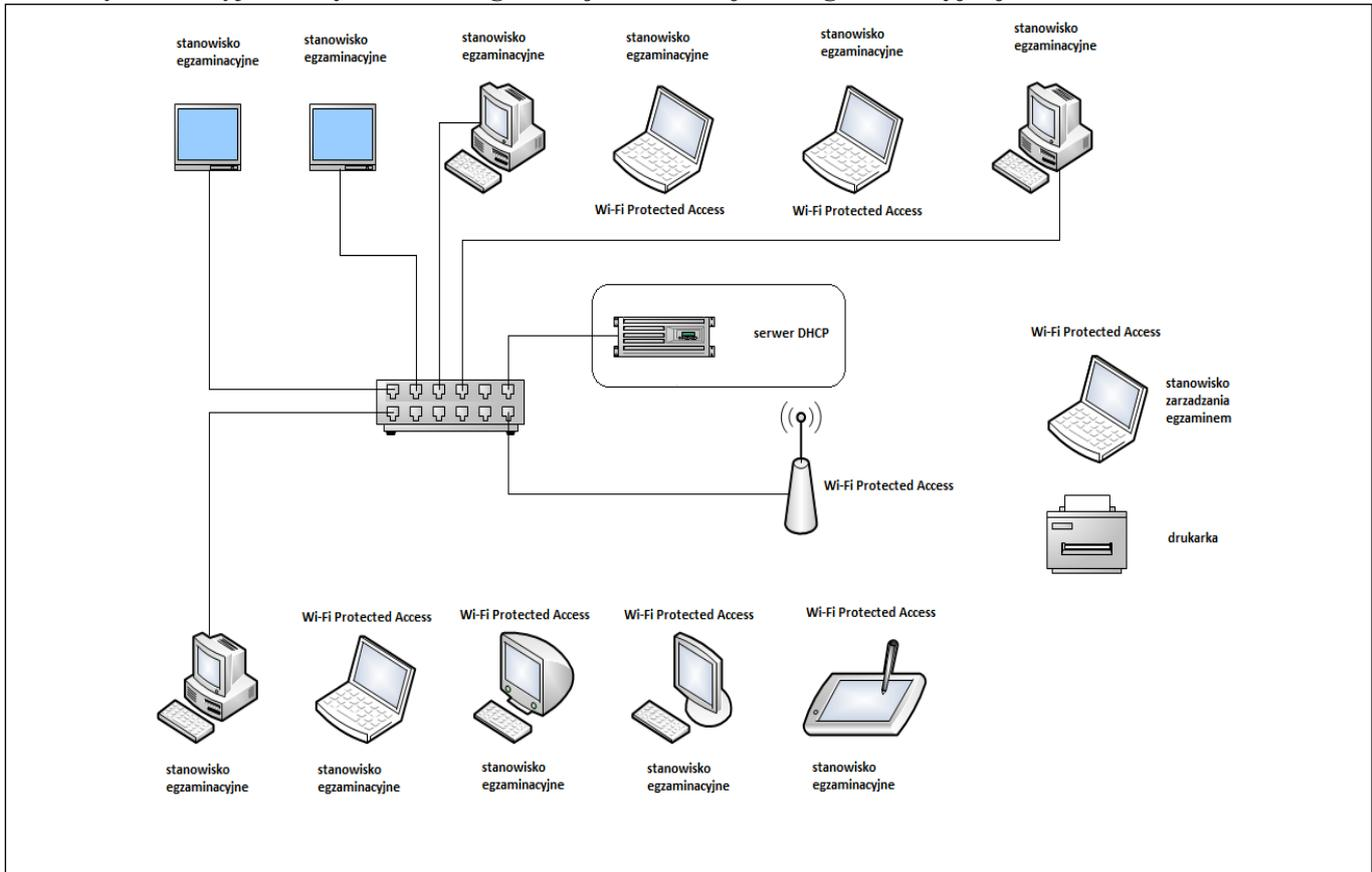 stanowisko
egzaminacyjne
stanowisko
egzaminacyjne
stanowisko
egzaminacyjne
stanowisko
egzaminacyjne
stanowisko
egzaminacyjne
stanowisko
egzaminacyjne
Wi-Fi Protected Access
Wi-Fi Protected Access
serwer DHCP
Wi-Fi Protected Access
stanowisko
zarzadzania
egzaminem
Wi-Fi Protected Access
drukarka
Wi-Fi Protected Access
Wi-Fi Protected Access
Wi-Fi Protected Access
Wi-Fi Protected Access
stanowisko
egzaminacyjne
stanowisko
egzaminacyjne
stanowisko
egzaminacyjne
stanowisko
egzaminacyjne
stanowisko
egzaminacyjne